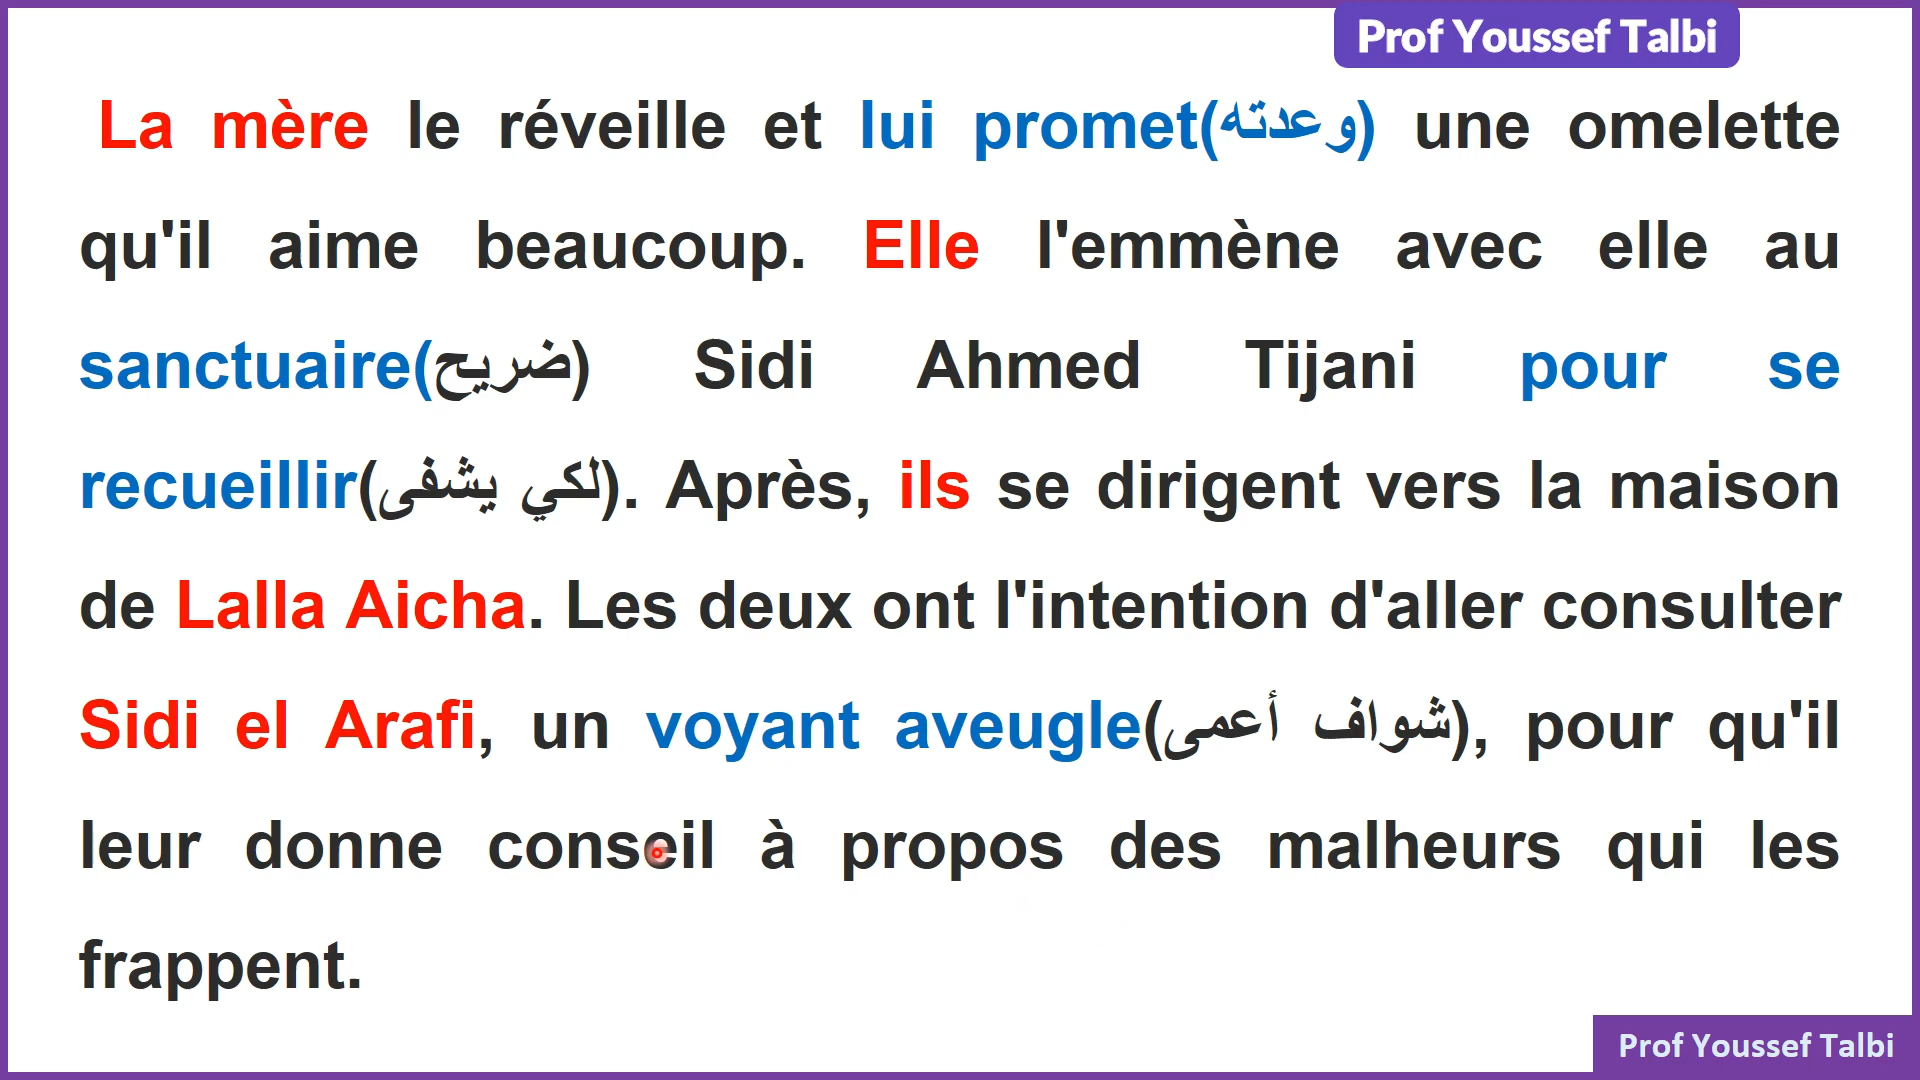 Prof Youssef Talbi
La mère le réveille et lui promet(وعدته) une omelette
qu'il aime beaucoup. Elle l'emmène avec elle au
sanctuaire(ضريح) Sidi Ahmed Tijani pour se
recueillir(لكي يشفى). Après, ils se dirigent vers la maison
de Lalla Aicha. Les deux ont l'intention d'aller consulter
Sidi el Arafi, un voyant aveugle(شواف أعمى), pour qu'il
leur donne conseil à propos des malheurs qui les
frappent.
Prof Youssef Talbi